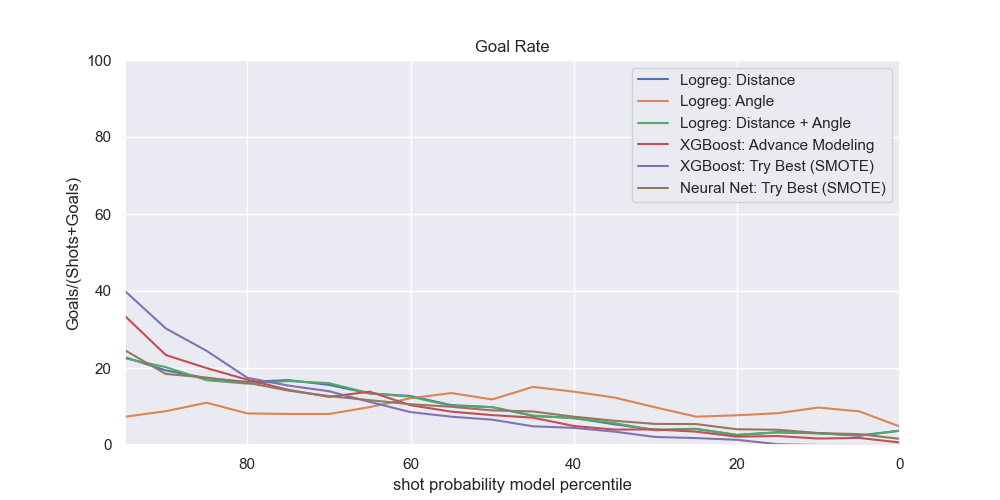 Goal Rate
100
80
60
40
20
0
Goals/(Shots+Goals)
Logreg: Distance
Logreg: Angle
Logreg: Distance + Angle
XGBoost: Advance Modeling
XGBoost: Try Best (SMOTE)
Neural Net: Try Best (SMOTE)
80 60 40 20 0
shot probability model percentile